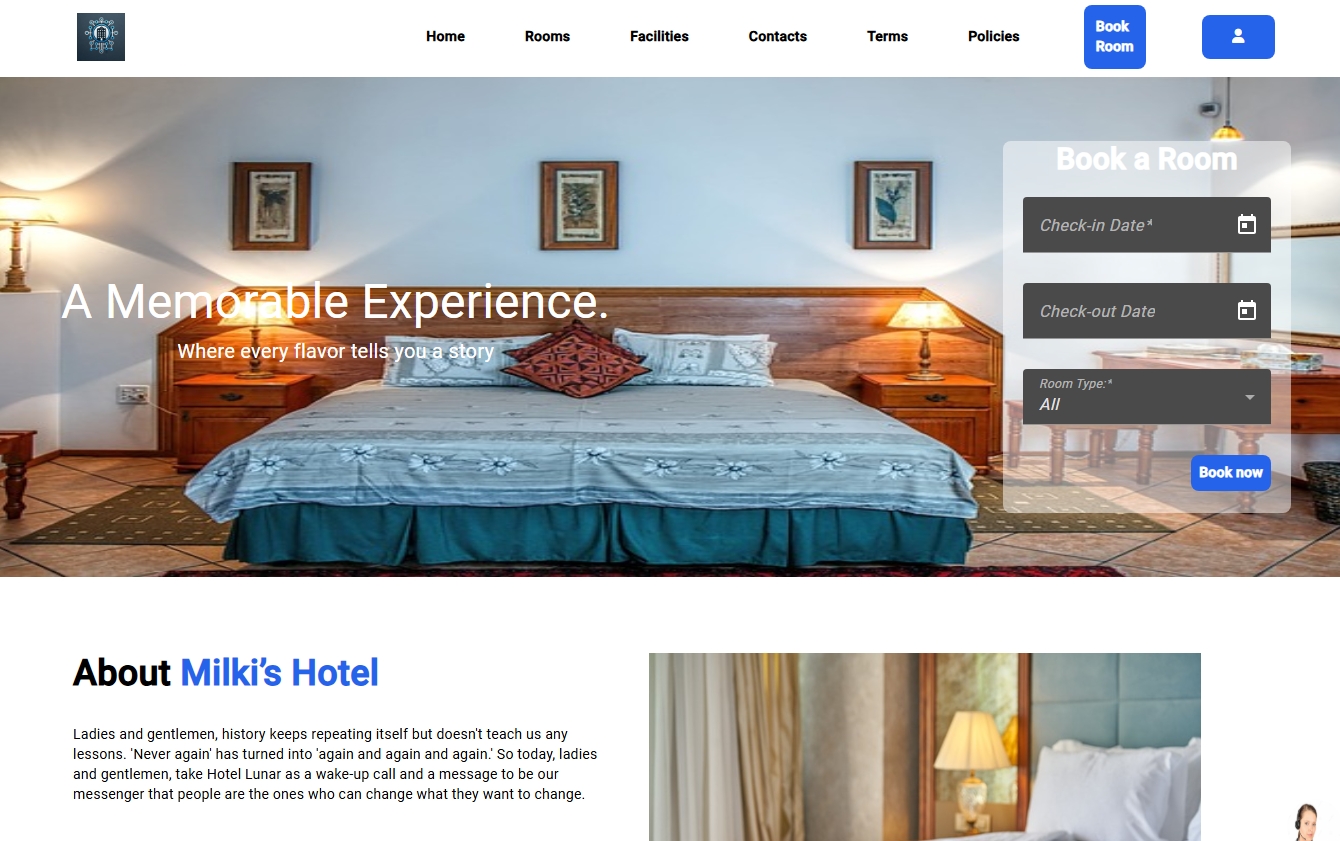 Home
Rooms
Facilities
Contacts
Terms
Policies
Book
Room
Book a Room
Check-in Date*
Check-out Date
Room Type:*
All
Book now
A Memorable Experience.
Where every flavor tells you a story
About Milki’s Hotel
Ladies and gentlemen, history keeps repeating itself but doesn't teach us any
lessons. 'Never again' has turned into 'again and again and again.' So today, ladies
and gentlemen, take Hotel Lunar as a wake-up call and a message to be our
messenger that people are the ones who can change what they want to change.